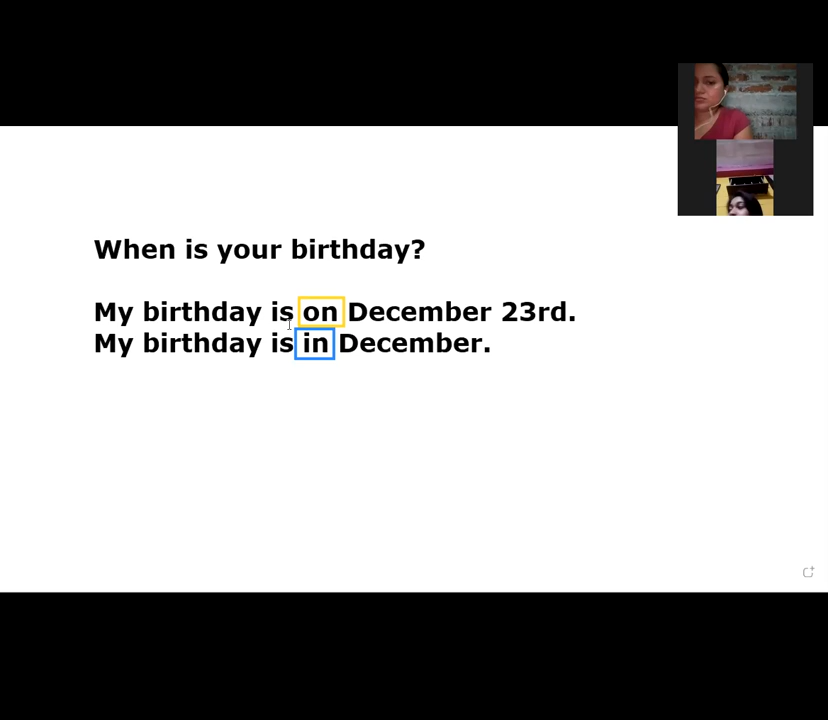 When is your birthday?
My birthday is on December 23rd.
My birthday is in December.